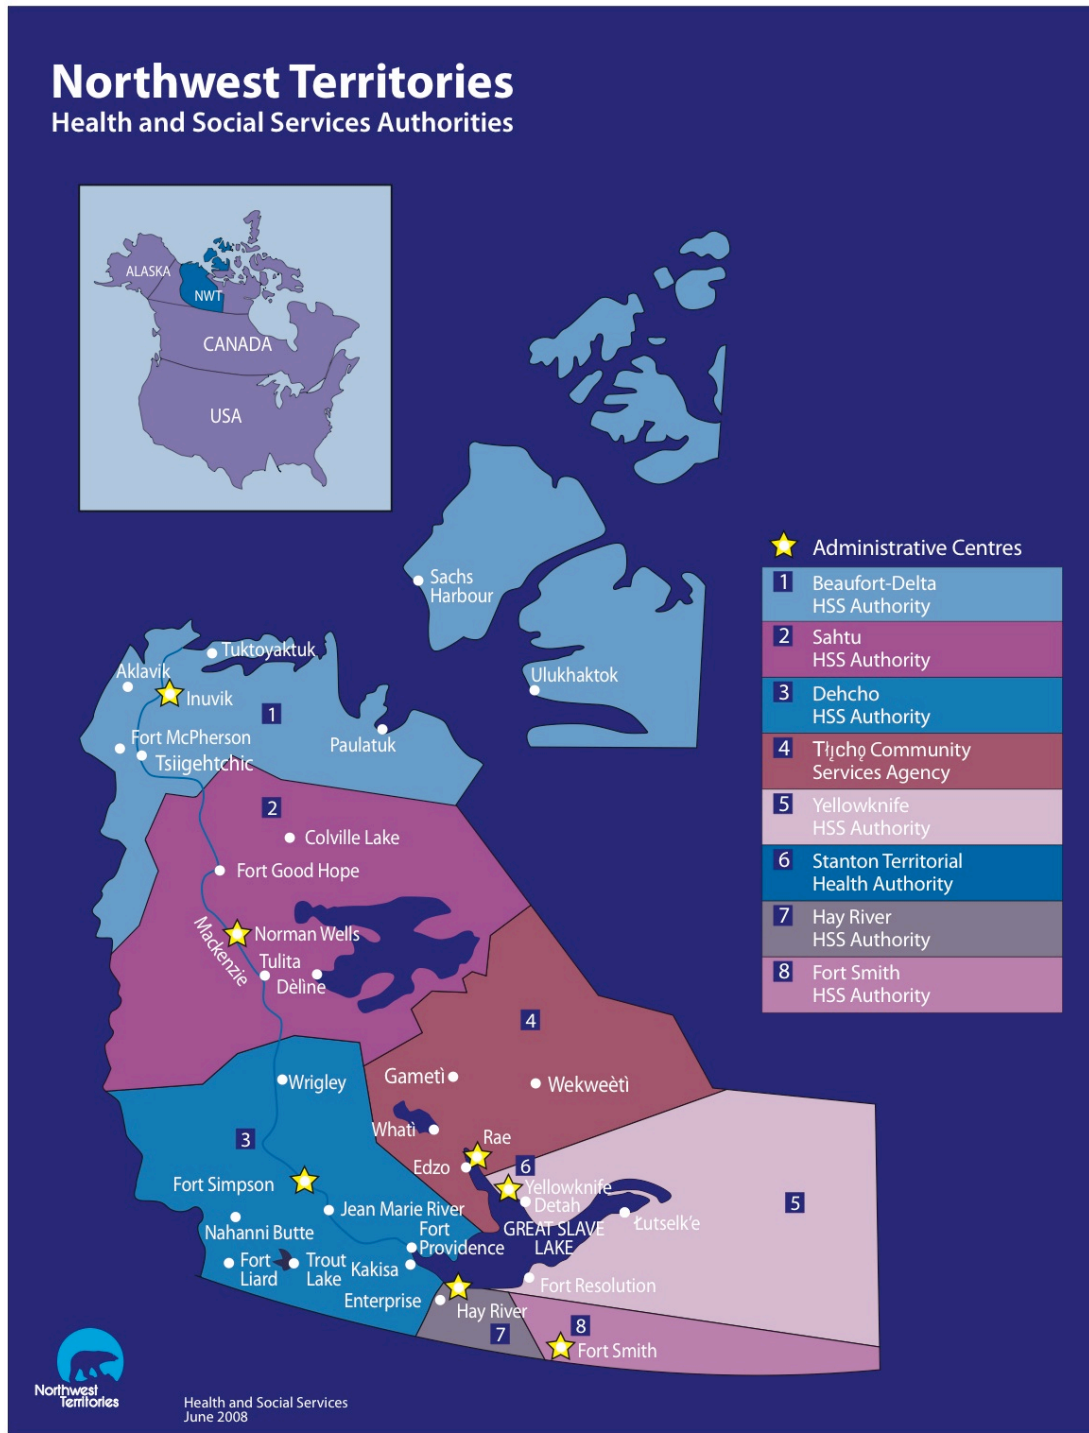 Northwest Territories
Health and Social Services Authorities
ALASKA
NWT
CANADA
USA
Sachs
Harbour
Ulukhaktok
Tuktoyaktuk
Aklavik
Inuvik
1
Fort McPherson
Tsiigehtchic
Paulatuk
2
Colville Lake
Fort Good Hope
Mackenzie
Norman Wells
Tulita
Dèlìne
4
Gametì
Wekweètì
Wrigley
Whatì
Rae
3
Edzo
6
Fort Simpson
Yellowknife
Detah
5
Jean Marie River
Nahanni Butte
Fort
Providence
GREAT SLAVE
LAKE
Łutselk'e
Fort
Liard
Trout
Lake
Kakisa
Enterprise
Fort Resolution
Hay River
7
8
Fort Smith
Administrative Centres
1 Beaufort-Delta
HSS Authority
2 Sahtu
HSS Authority
3 Dehcho
HSS Authority
4 Tłı̨chǫ Community
Services Agency
5 Yellowknife
HSS Authority
6 Stanton Territorial
Health Authority
7 Hay River
HSS Authority
8 Fort Smith
HSS Authority
Northwest
Territories
Health and Social Services
June 2008